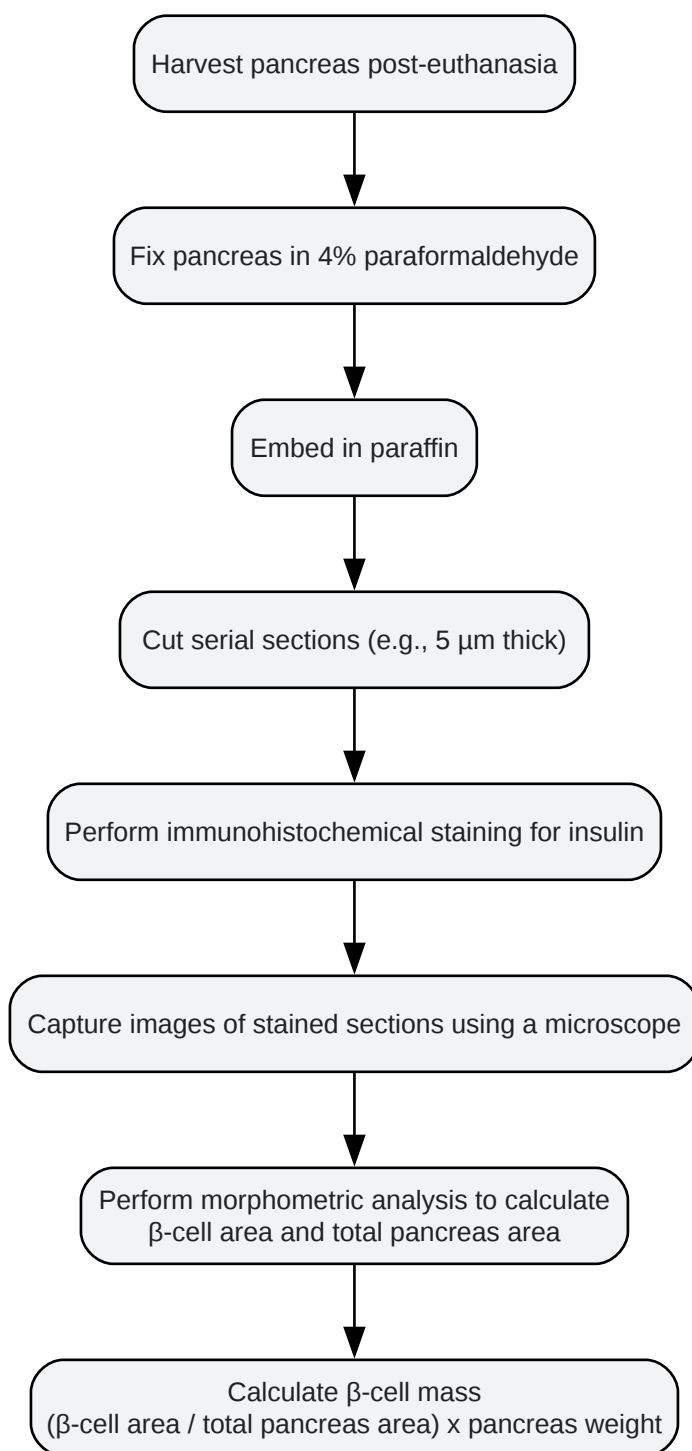 Harvest pancreas post-euthanasia
Fix pancreas in 4% paraformaldehyde
Embed in paraffin
Cut serial sections (e.g., 5 µm thick)
Perform immunohistochemical staining for insulin
Capture images of stained sections using a microscope
Perform morphometric analysis to calculate
β-cell area and total pancreas area
Calculate β-cell mass
(β-cell area / total pancreas area) x pancreas weight